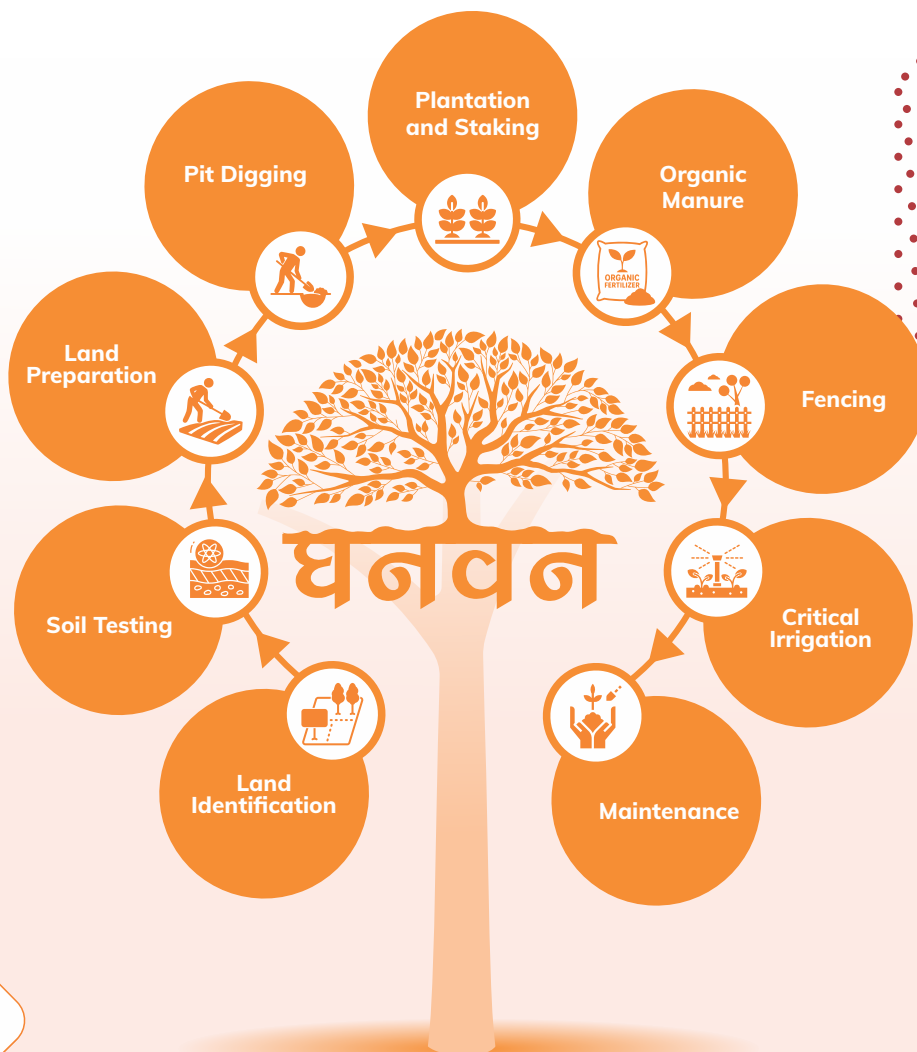 Plantation
and Staking
Pit Digging
Organic
Manure
ORGANIC
FERTILIZER
Land
Preparation
Fencing
घनवन
Soil Testing
Critical
Irrigation
Land
Identification
Maintenance